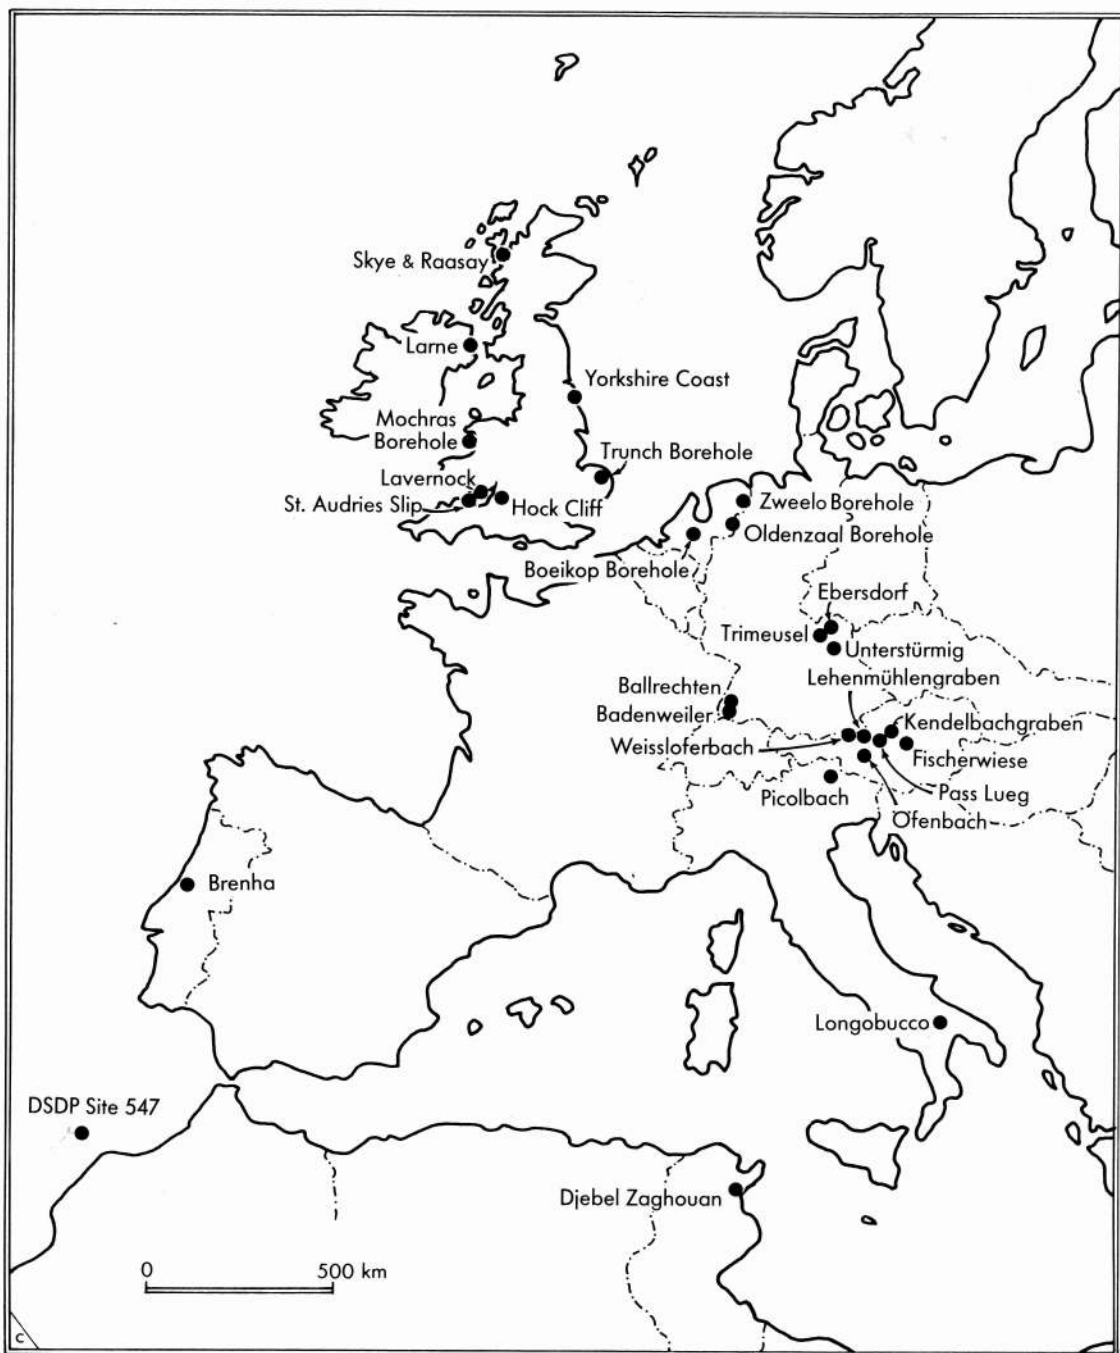 Skye & Raasay
Larne
Yorkshire Coast
Mochras
Borehole
Trunch Borehole
Lavernock
St. Audries Slip
Hock Cliff
Zweelo Borehole
Oldenzaal Borehole
Boeikop Borehole
Ebersdorf
Trimeusel
Unterstürmig
Lehenmühlengraben
Ballrechten
Badenweiler
Kendelbachgraben
Weissloferbach
Fischerwiese
Picolbach
Pass Lueg
Öfenbach
Brenha
Longobucco
DSDP Site 547
Djebel Zaghouan
0 500 km
c